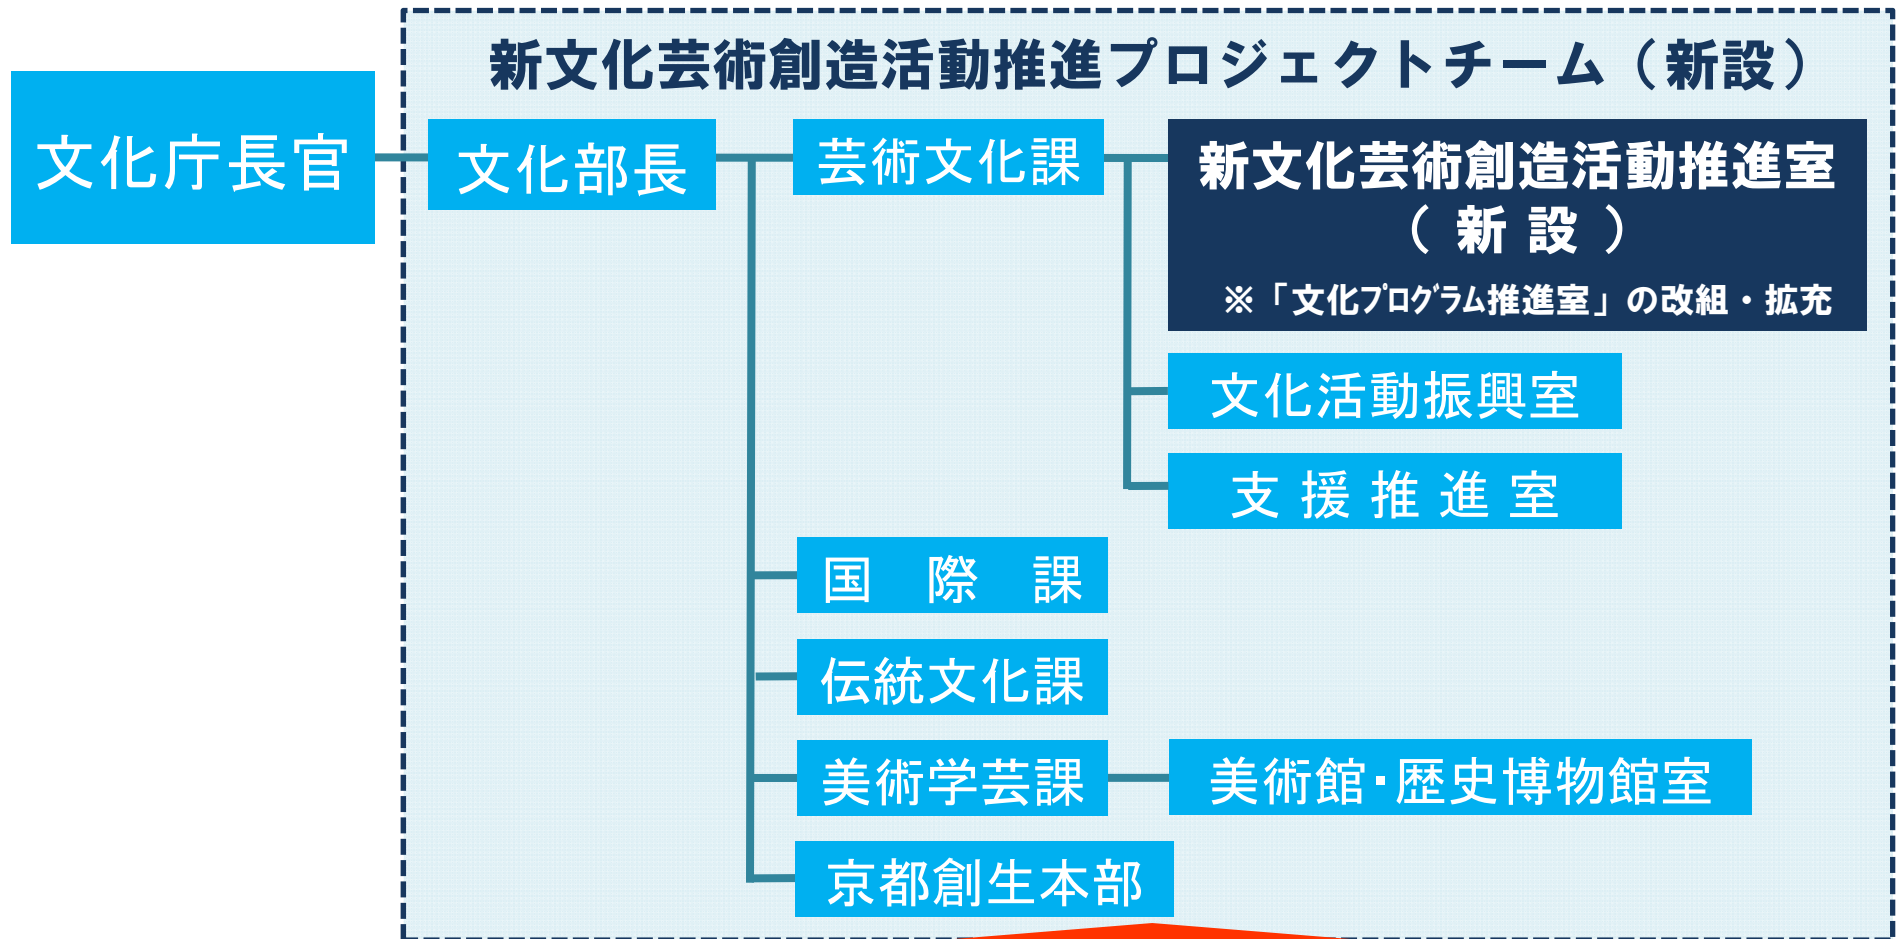 新文化芸術創造活動推進プロジェクトチーム（新設）
文化庁長官
文化部長
芸術文化課
新文化芸術創造活動推進室
（ 新 設 ）
※「文化ﾌﾟﾛｸﾞﾗﾑ推進室」の改組・拡充
文化活動振興室
支 援 推 進 室
国　際　課
伝統文化課
美術学芸課
美術館・歴史博物館室
京都創生本部